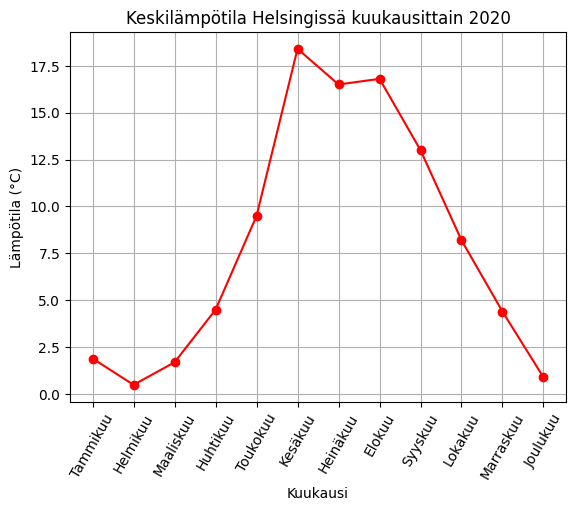 Keskilämpötila Helsingissä kuukausittain 2020
Lämpötila (°C)
17.5
15.0
12.5
10.0
7.5
5.0
2.5
0.0
Tammikuu
Helmikuu
Maaliskuu
Huhtikuu
Toukokuu
Kesäkuu
Heinäkuu
Elokuu
Syyskuu
Lokakuu
Marraskuu
Joulukuu
Kuukausi